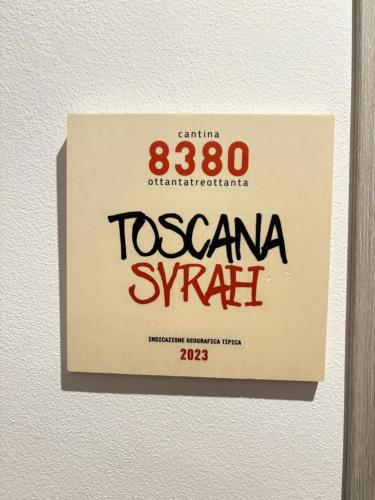 cantina
8380
ottantatreottanta
TOSCANA
SYRAH
INDICAZIONE GEOGRAFICA TIPICA
2023